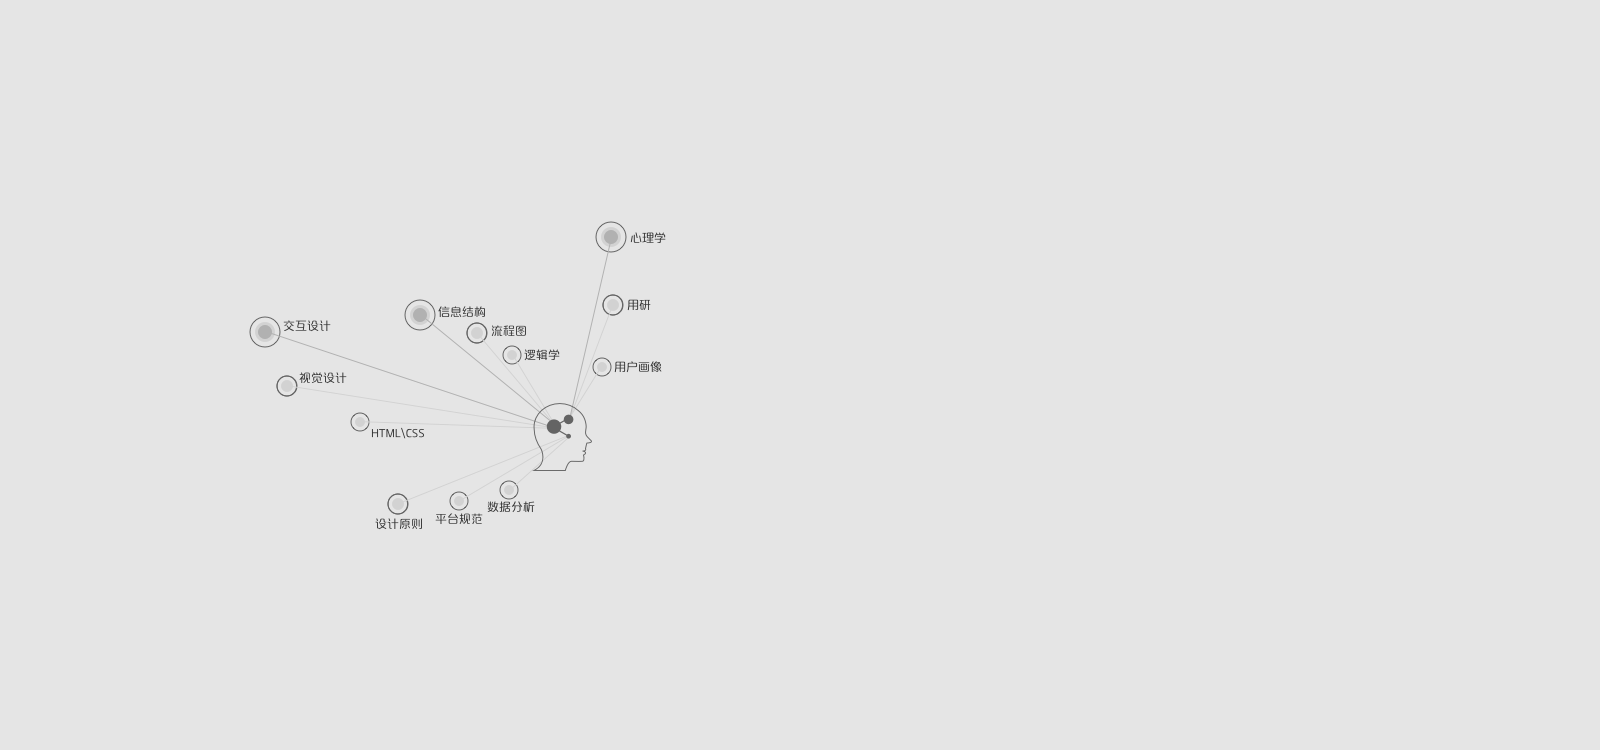 心理学
用研
信息结构
交互设计
流程图
逻辑学
用户画像
视觉设计
HTML\CSS
数据分析
平台规范
设计原则